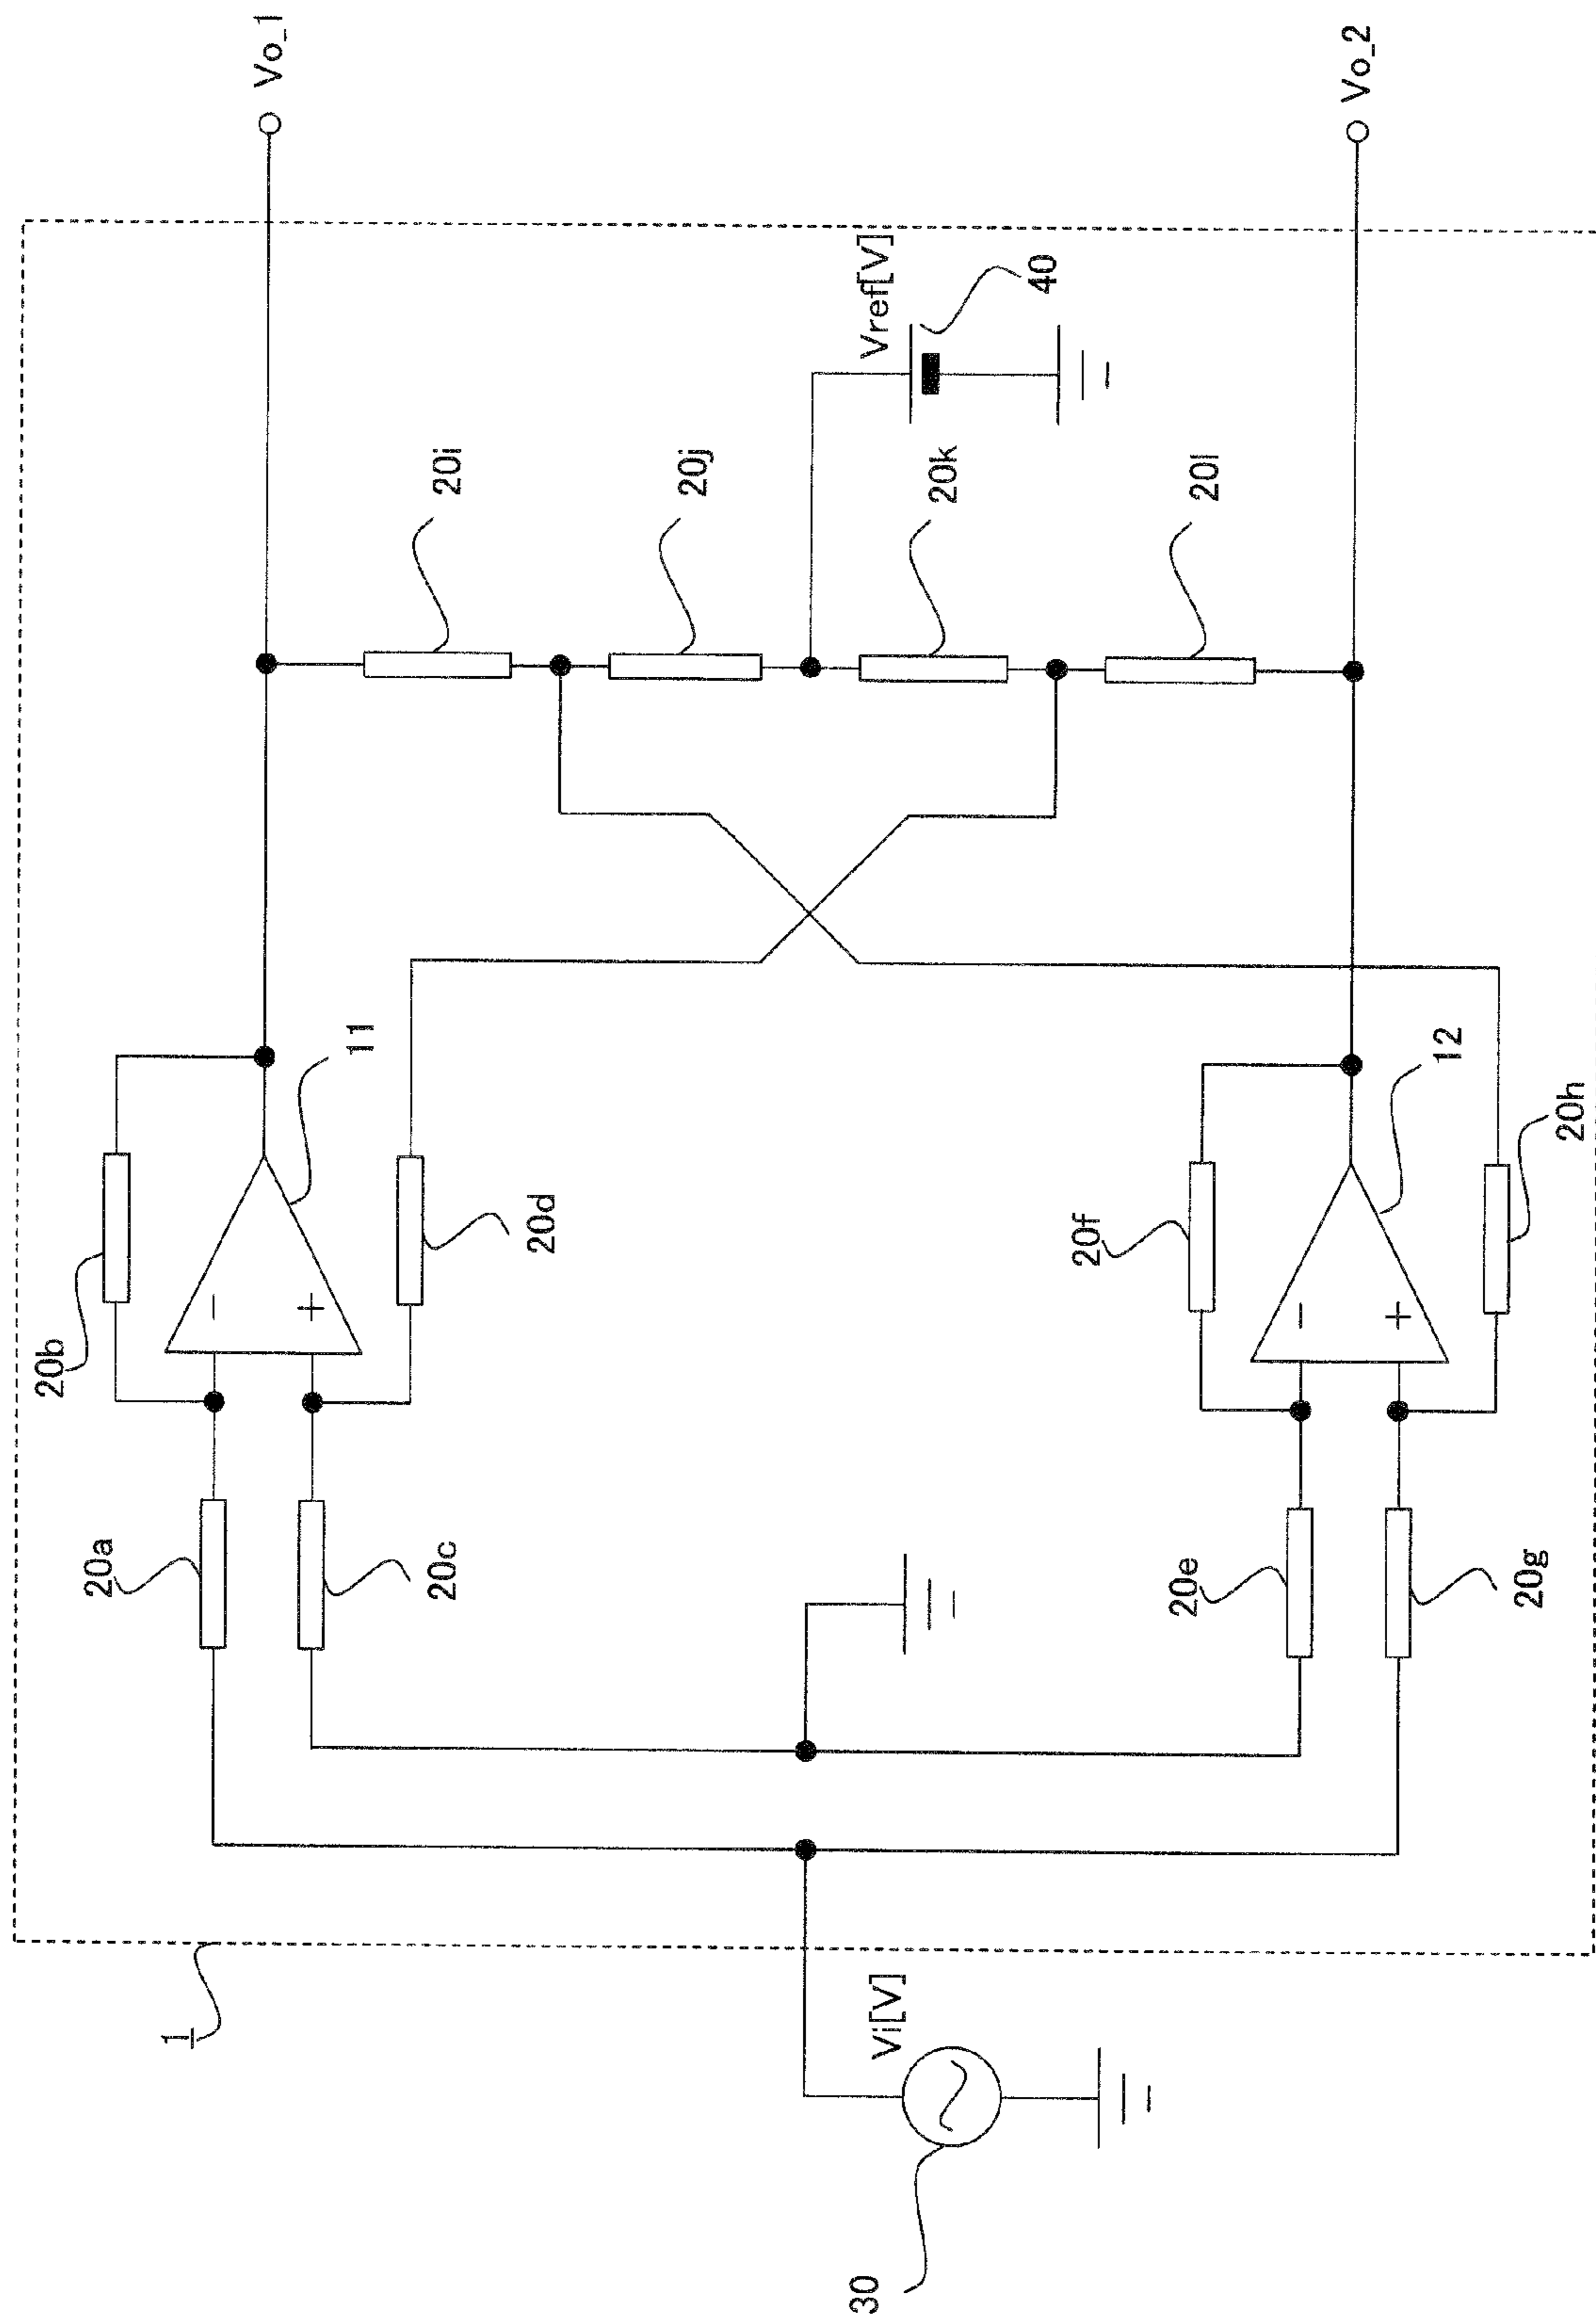 1
30
Vi[V]
20a
20b
20c
20d
11
−
+
20e
20f
20g
20h
12
−
+
20i
20j
20k
20l
Vref[V]
40
Vo_1
Vo_2